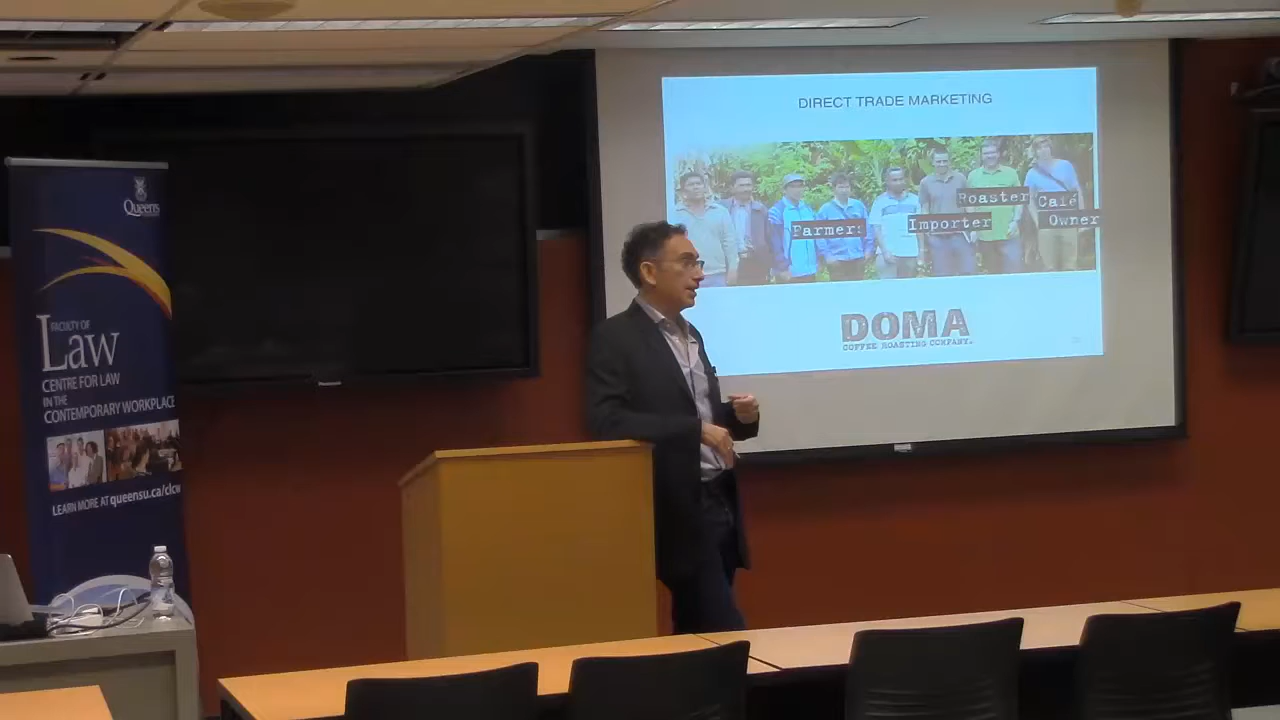 Queen's
FACULTY OF
Law
CENTRE FOR LAW
IN THE
CONTEMPORARY WORKPLACE
LEARN MORE AT queensu.ca/clcw
DIRECT TRADE MARKETING
Farmers
Importer
Roaster
Café
Owner
DOMA
COFFEE ROASTING COMPANY.